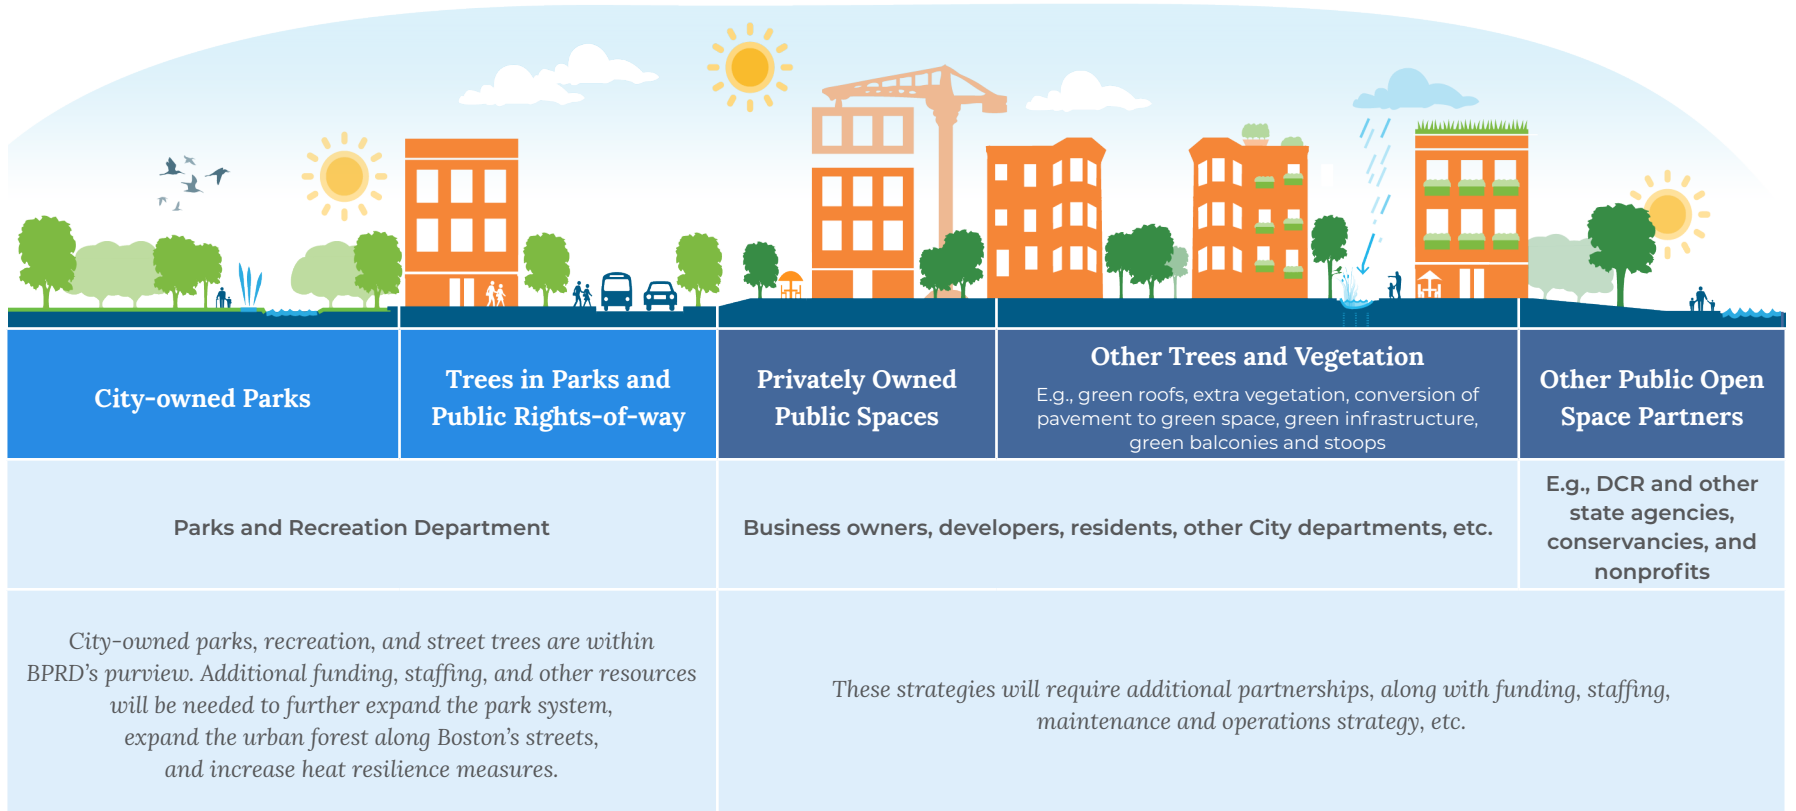 City-owned Parks
Trees in Parks and
Public Rights-of-way
Privately Owned
Public Spaces
Other Trees and Vegetation
E.g., green roofs, extra vegetation, conversion of
pavement to green space, green infrastructure,
green balconies and stoops
Other Public Open
Space Partners
Parks and Recreation Department
Business owners, developers, residents, other City departments, etc.
E.g., DCR and other
state agencies,
conservancies, and
nonprofits
City-owned parks, recreation, and street trees are within
BPRD’s purview. Additional funding, staffing, and other resources
will be needed to further expand the park system,
expand the urban forest along Boston’s streets,
and increase heat resilience measures.
These strategies will require additional partnerships, along with funding, staffing,
maintenance and operations strategy, etc.